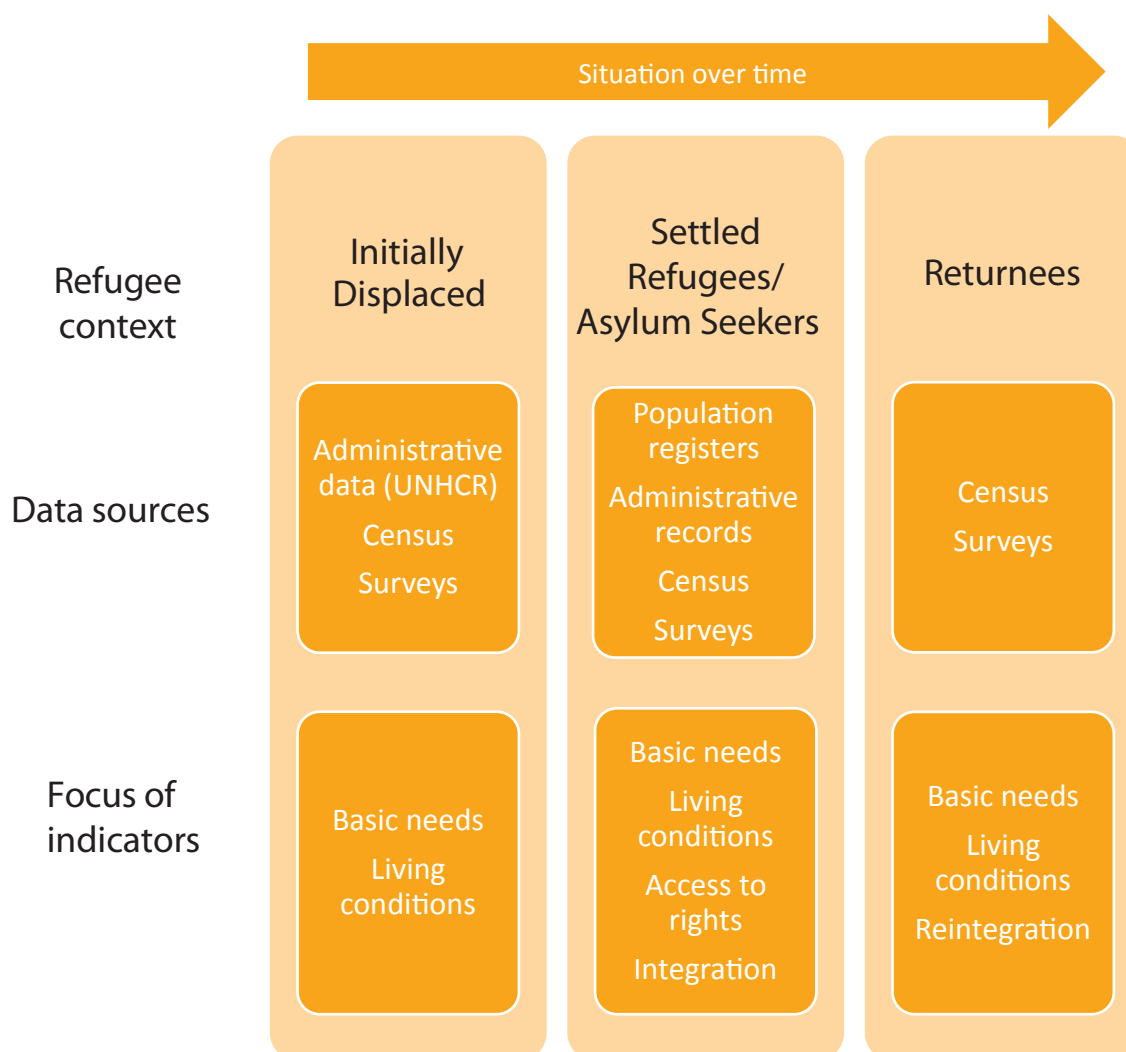 Situation over time
Refugee
context
Initially
Displaced
Settled
Refugees/
Asylum Seekers
Returnees
Data sources
Administrative
data (UNHCR)
Census
Surveys
Population
registers
Administrative
records
Census
Surveys
Census
Surveys
Focus of
indicators
Basic needs
Living
conditions
Basic needs
Living
conditions
Access to
rights
Integration
Basic needs
Living
conditions
Reintegration